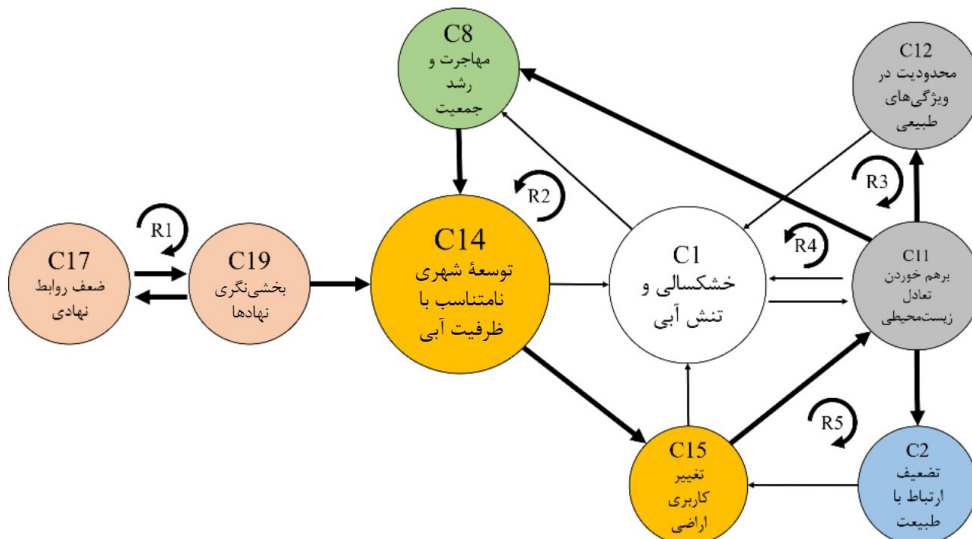 C8
مهاجرت و
رشد
جمعیت
C12
محدودیت در
ویژگی‌های
طبیعی
R3
R2
R1
C17
ضعف روابط
نهادی
C19
بخشی‌نگری
نهادها
C14
توسعۀ شهری
نامتناسب با
ظرفیت آبی
C1
خشکسالی و
تنش آبی
R4
C11
برهم خوردن
تعادل
زیست‌محیطی
R5
C15
تغییر
کاربری
اراضی
C2
تضعیف
ارتباط با
طبیعت